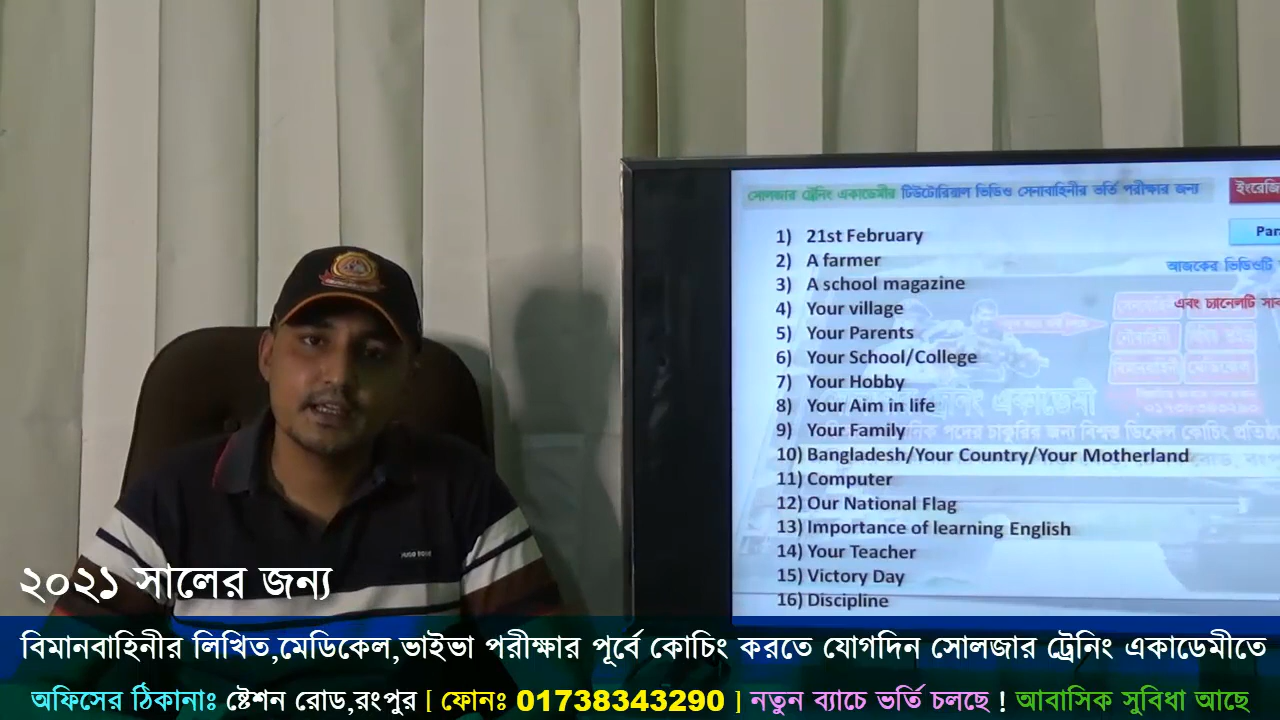 সোলজার ট্রেনিং একাডেমীর টিউটোরিয়াল ভিডিও সেনাবাহিনীর ভর্তি পরীক্ষার জন্য
1) 21st February
2) A farmer
আজকের ভিডিওটি
3) A school magazine
এবং চ্যানেলটি
4) Your village
5) Your Parents
6) Your School/College
7) Your Hobby
8) Your Aim in life
9) Your Family
10) Bangladesh/Your Country/Your Motherland
11) Computer
12) Our National Flag
13) Importance of learning English
14) Your Teacher
15) Victory Day
16) Discipline
২০২১ সালের জন্য
বিমানবাহিনীর লিখিত,মেডিকেল,ভাইভা পরীক্ষার পূর্বে কোচিং করতে যোগদিন সোলজার ট্রেনিং একাডেমীতে
অফিসের ঠিকানাঃ ষ্টেশন রোড,রংপুর [ ফোনঃ 01738343290 ] নতুন ব্যাচে ভর্তি চলছে ! আবাসিক সুবিধা আছে